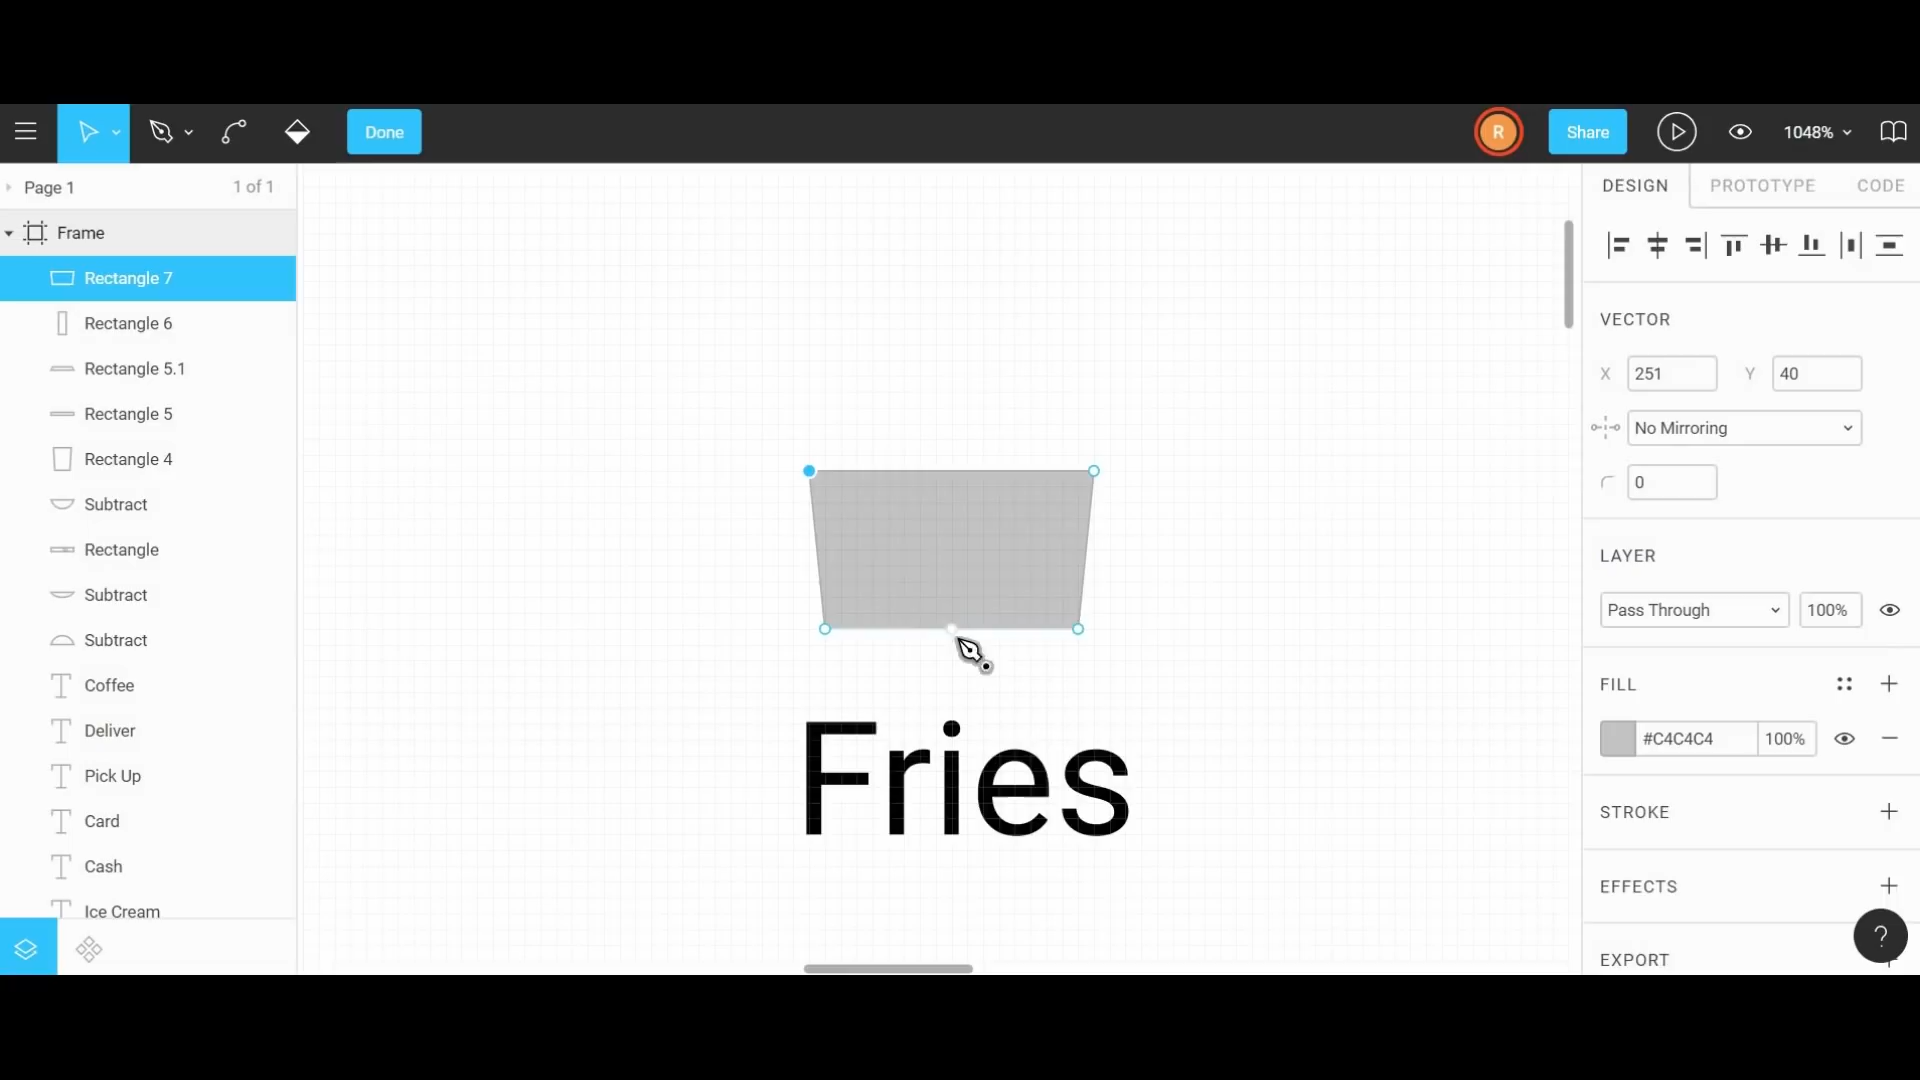 Done
R
Share
1048%
Page 1
1 of 1
DESIGN
PROTOTYPE
CODE
Frame
Rectangle 7
Rectangle 6
Rectangle 5.1
Rectangle 5
Rectangle 4
Subtract
Rectangle
Subtract
Subtract
Coffee
Deliver
Pick Up
Card
Cash
Ice Cream
Fries
VECTOR
X 251 Y 40
No Mirroring
0
LAYER
Pass Through 100%
FILL
#C4C4C4 100%
STROKE
EFFECTS
?
EXPORT